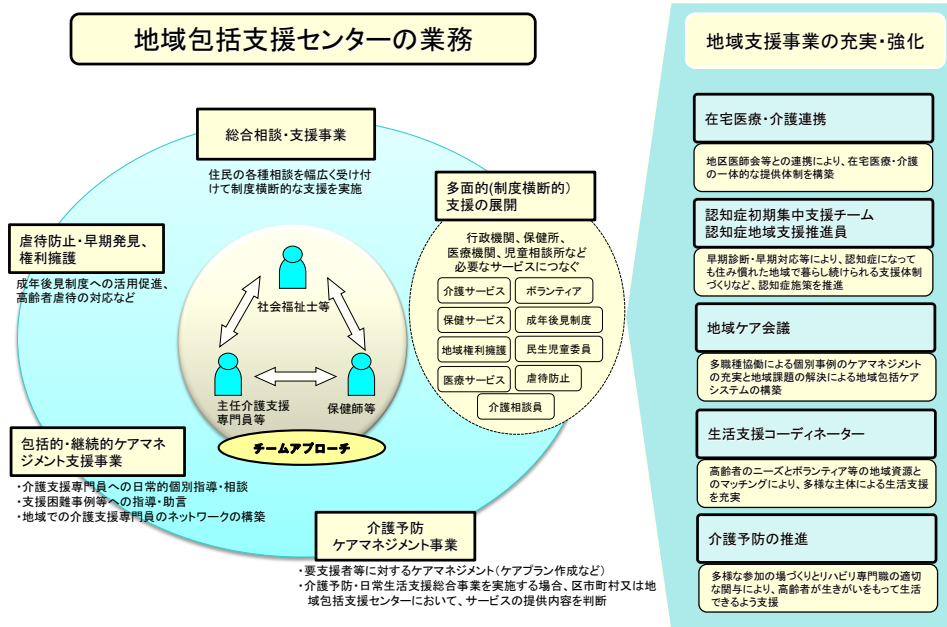 地域包括支援センターの業務
総合相談・支援事業
住民の各種相談を幅広く受け付
けて制度横断的な支援を実施
多面的(制度横断的)
支援の展開
行政機関、保健所、
医療機関、児童相談所など
必要なサービスにつなぐ
介護サービス
ボランティア
保健サービス
成年後見制度
地域権利擁護
民生児童委員
医療サービス
虐待防止
介護相談員
虐待防止・早期発見、
権利擁護
成年後見制度への活用促進、
高齢者虐待の対応など
社会福祉士等
主任介護支援
専門員等
保健師等
チームアプローチ
包括的・継続的ケアマネ
ジメント支援事業
・介護支援専門員への日常的個別指導・相談
・支援困難事例等への指導・助言
・地域での介護支援専門員のネットワークの構築
介護予防
ケアマネジメント事業
・要支援者等に対するケアマネジメント(ケアプラン作成など)
・介護予防・日常生活支援総合事業を実施する場合、区市町村又は地
域包括支援センターにおいて、サービスの提供内容を判断
地域支援事業の充実・強化
在宅医療・介護連携
地区医師会等との連携により、在宅医療・介護
の一体的な提供体制を構築
認知症初期集中支援チーム
認知症地域支援推進員
早期診断・早期対応等により、認知症になって
も住み慣れた地域で暮らし続けられる支援体制
づくりなど、認知症施策を推進
地域ケア会議
多職種協働による個別事例のケアマネジメント
の充実と地域課題の解決による地域包括ケア
システムの構築
生活支援コーディネーター
高齢者のニーズとボランティア等の地域資源と
のマッチングにより、多様な主体による生活支援
を充実
介護予防の推進
多様な参加の場づくりとリハビリ専門職の適切
な関与により、高齢者が生きがいをもって生活
できるよう支援